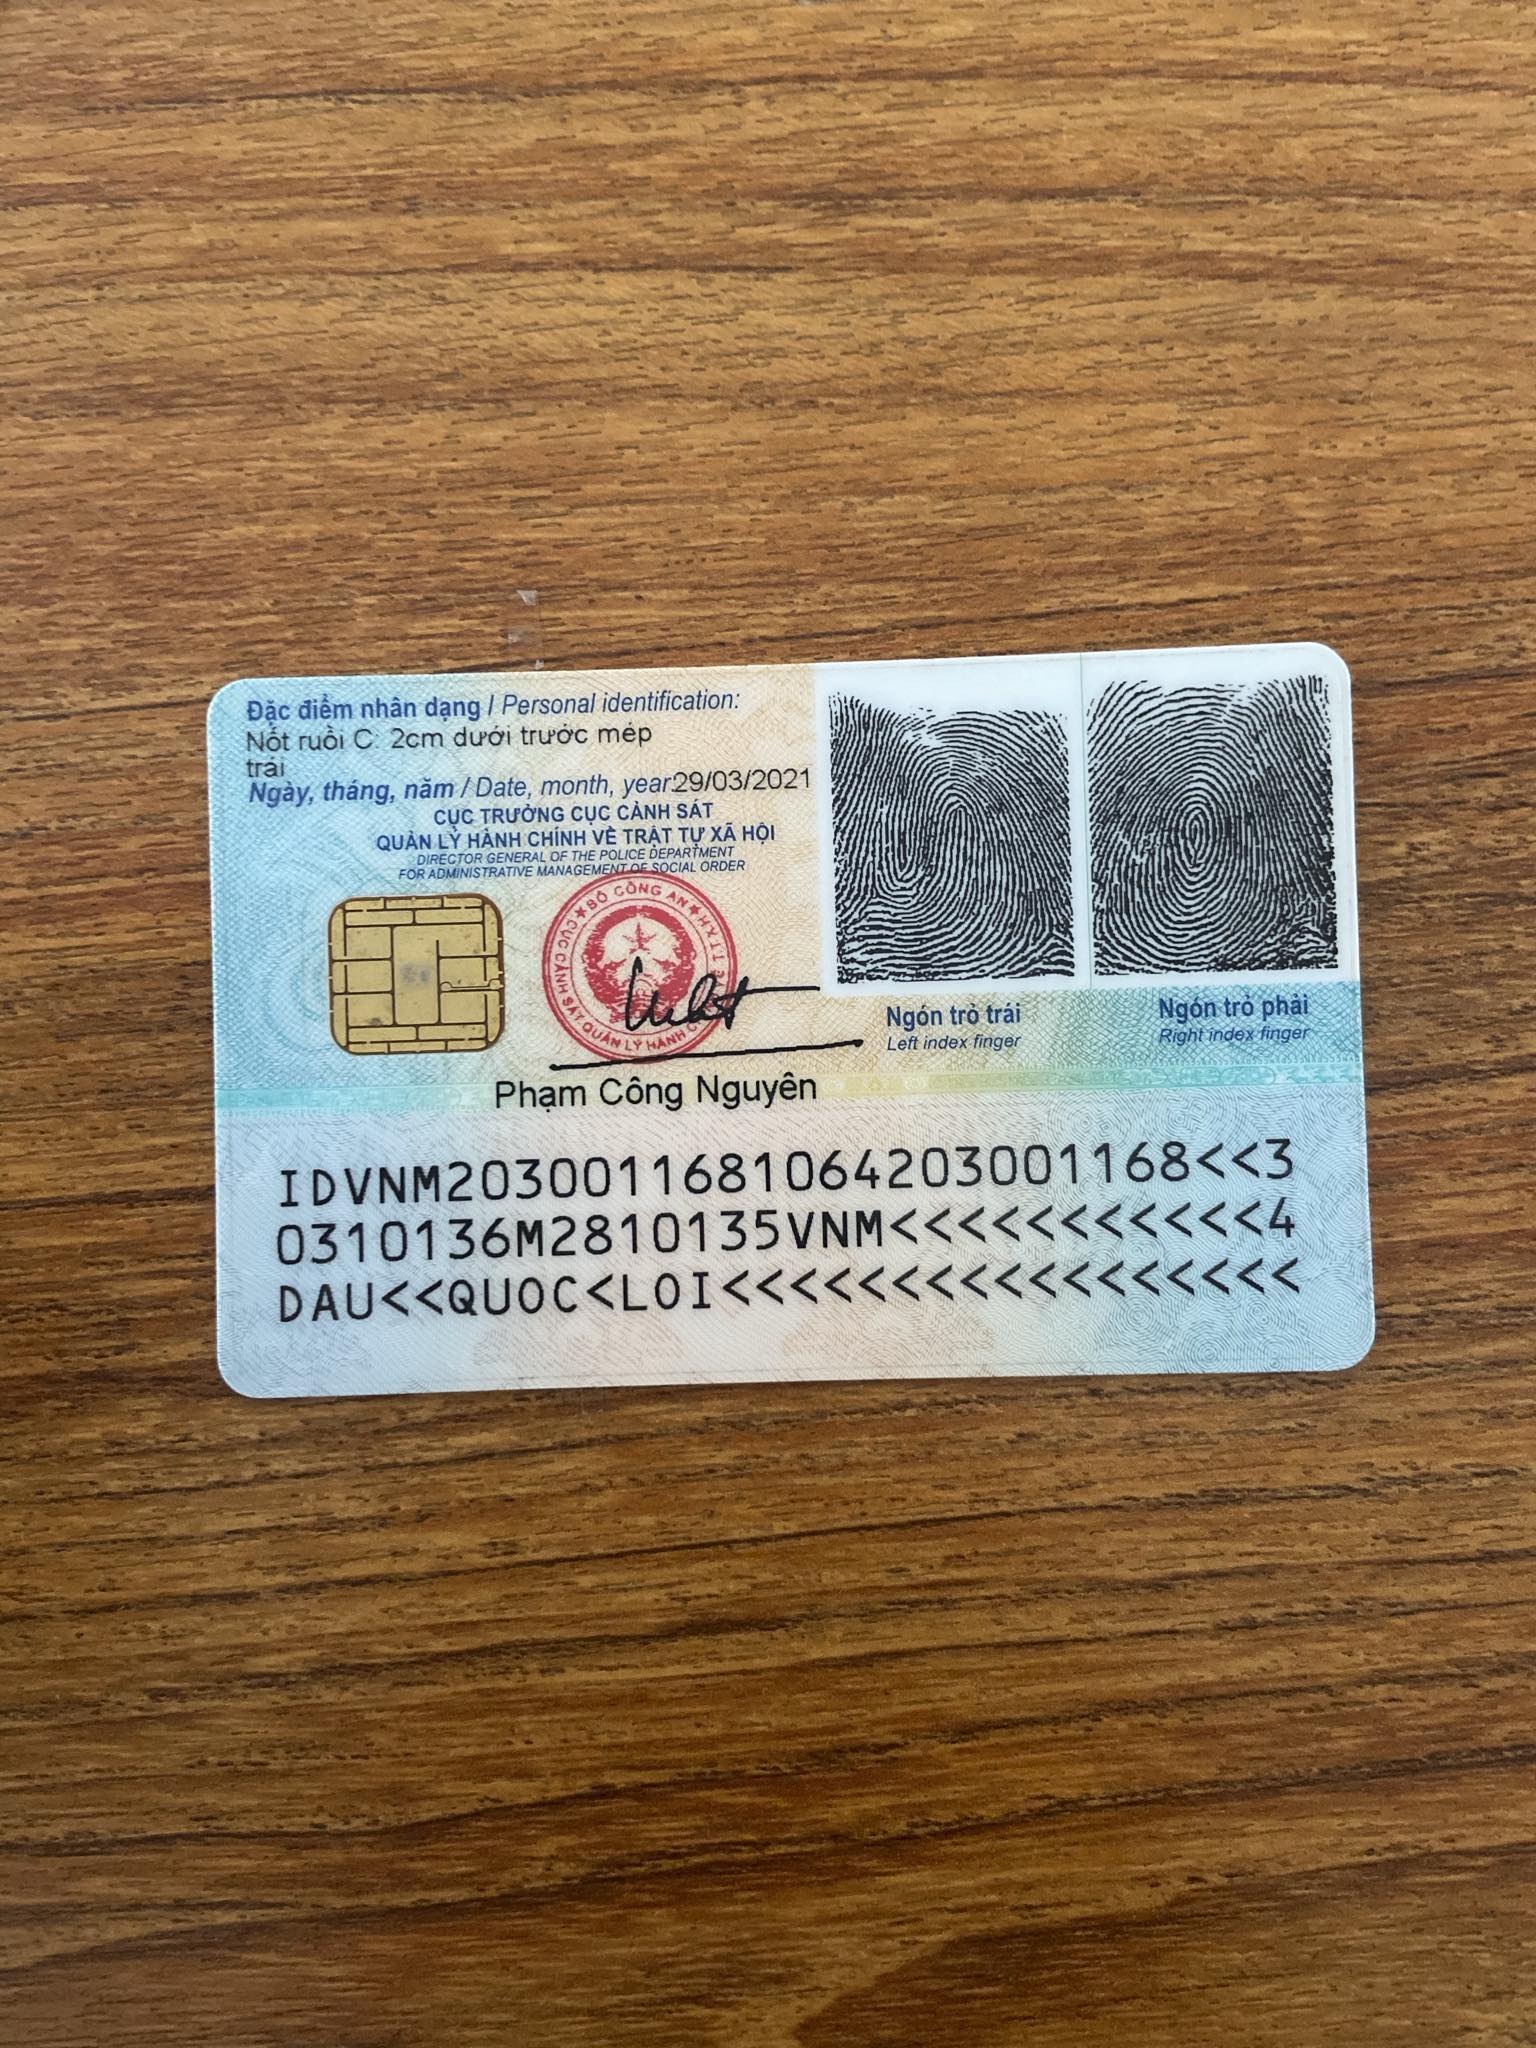 Đặc điểm nhân dạng / Personal identification:
Nốt ruồi C. 2cm dưới trước mép
trái
Ngày, tháng, năm / Date, month, year:29/03/2021
CỤC TRƯỞNG CỤC CẢNH SÁT
QUẢN LÝ HÀNH CHÍNH VỀ TRẬT TỰ XÃ HỘI
DIRECTOR GENERAL OF THE POLICE DEPARTMENT
FOR ADMINISTRATIVE MANAGEMENT OF SOCIAL ORDER
BỘ CÔNG AN
CỤC CẢNH SÁT QUẢN LÝ HÀNH
Phạm Công Nguyên
Ngón trỏ trái
Left index finger
Ngón trỏ phải
Right index finger
IDVNM2030011681064203001168<<3
0310136M2810135VNM<<<<<<<<<<<4
DAU<<QUOC<LOI<<<<<<<<<<<<<<<<<